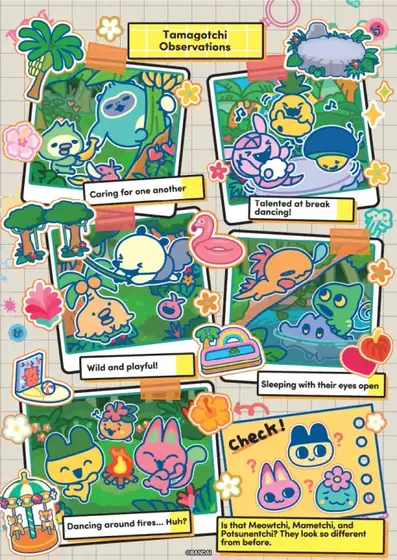 Tamagotchi
Observations
Caring for one another
Talented at break
dancing!
Wild and playful!
Sleeping with their eyes open
Dancing around fires... Huh?
Check!
? ?
? ?
Is that Meowtchi, Mametchi, and
Potsunentchi? They look so different
from before.
©BANDAI